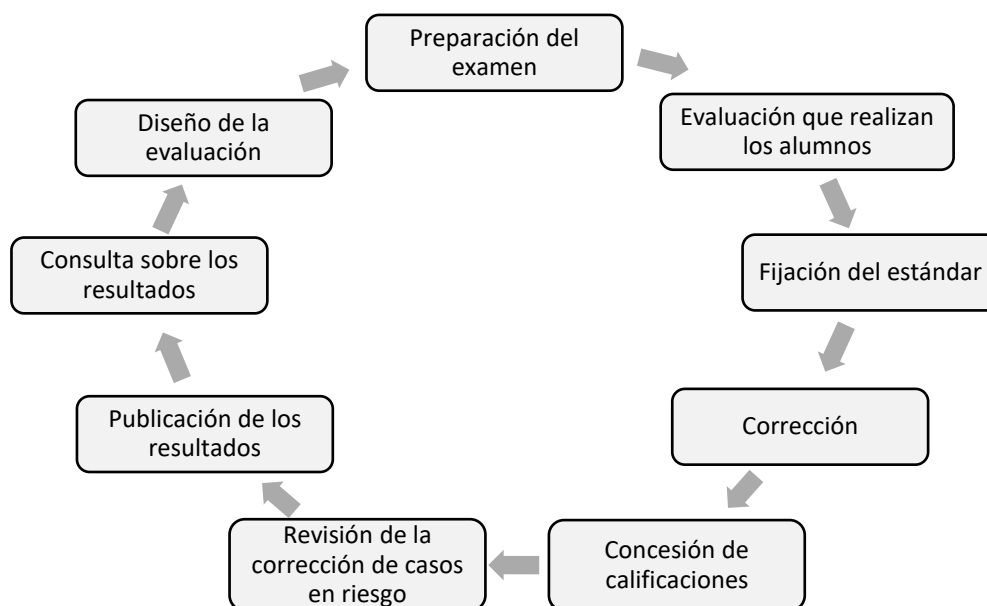 Preparación del
examen
Evaluación que realizan
los alumnos
Fijación del estándar
Corrección
Concesión de
calificaciones
Revisión de la
corrección de casos
en riesgo
Publicación de los
resultados
Consulta sobre los
resultados
Diseño de la
evaluación